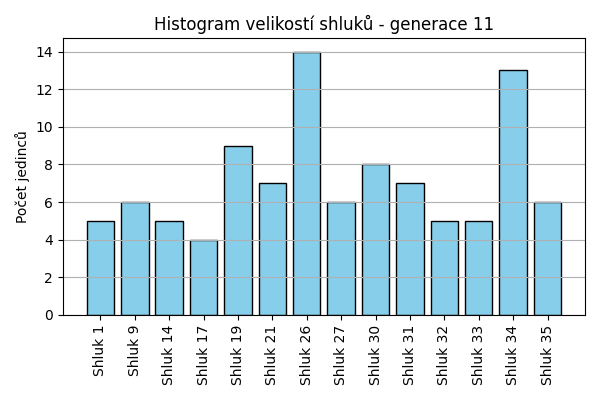 Histogram velikostí shluků - generace 11
Počet jedinců
14
12
10
8
6
4
2
0
Shluk 1
Shluk 9
Shluk 14
Shluk 17
Shluk 19
Shluk 21
Shluk 26
Shluk 27
Shluk 30
Shluk 31
Shluk 32
Shluk 33
Shluk 34
Shluk 35